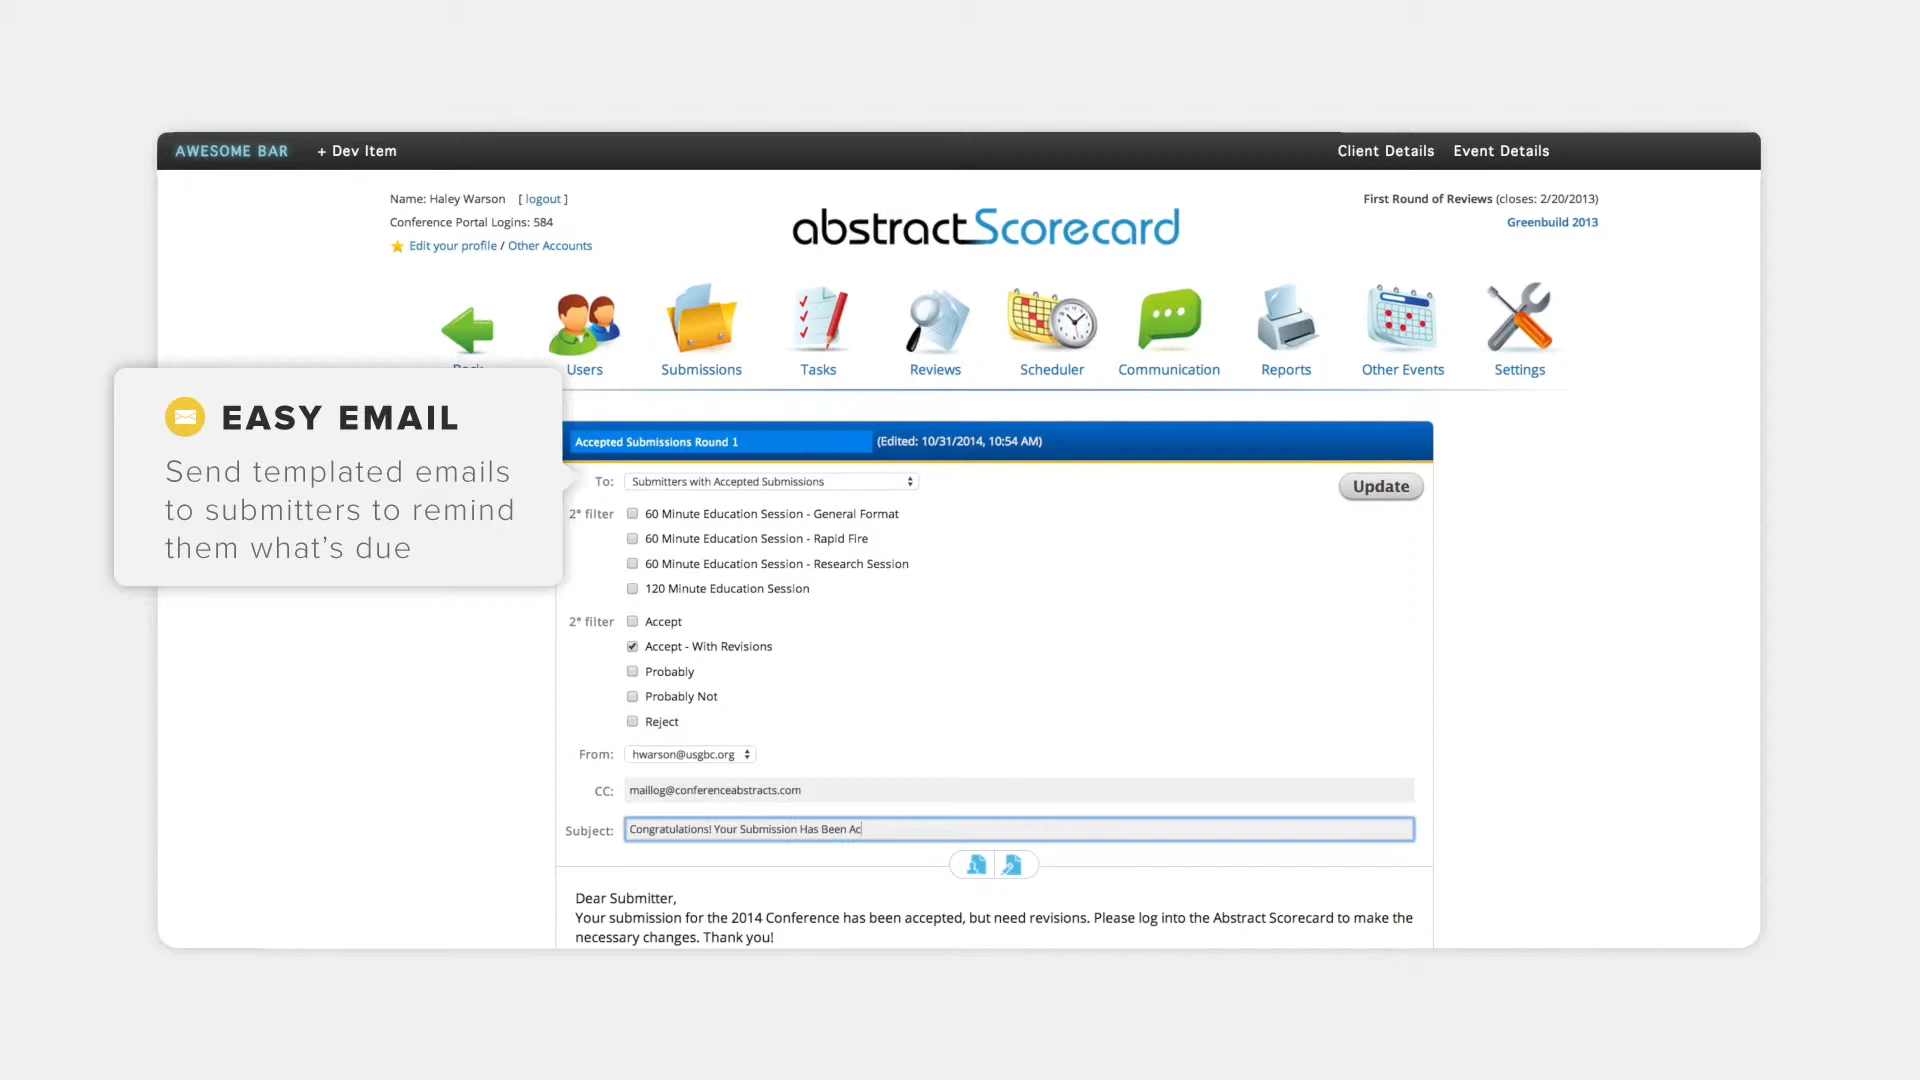 AWESOME BAR + Dev Item Client Details Event Details
Name: Haley Warson [ logout ]
Conference Portal Logins: 584
Edit your profile / Other Accounts
abstractScorecard
First Round of Reviews (closes: 2/20/2013)
Greenbuild 2013
Users Submissions Tasks Reviews Scheduler Communication Reports Other Events Settings
EASY EMAIL
Send templated emails
to submitters to remind
them what's due
Accepted Submissions Round 1 (Edited: 10/31/2014, 10:54 AM)
To: Submitters with Accepted Submissions
Update
2° filter 60 Minute Education Session - General Format
60 Minute Education Session - Rapid Fire
60 Minute Education Session - Research Session
120 Minute Education Session
2° filter Accept
Accept - With Revisions
Probably
Probably Not
Reject
From: hwarson@usgbc.org
CC: maillog@conferenceabstracts.com
Subject: Congratulations! Your Submission Has Been Ac
Dear Submitter,
Your submission for the 2014 Conference has been accepted, but need revisions. Please log into the Abstract Scorecard to make the
necessary changes. Thank you!